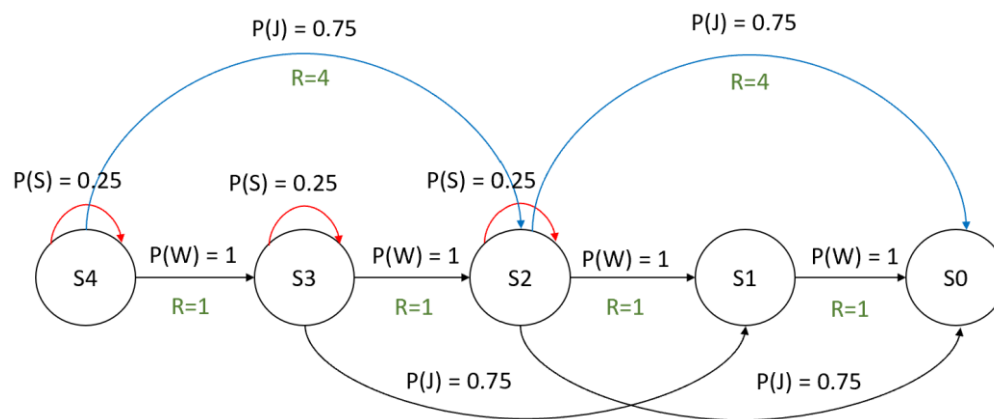 P(J) = 0.75
P(J) = 0.75
R=4
R=4
P(S) = 0.25
P(S) = 0.25
P(S) = 0.25
P(W) = 1
P(W) = 1
P(W) = 1
P(W) = 1
S4
S3
S2
S1
S0
R=1
R=1
R=1
R=1
P(J) = 0.75
P(J) = 0.75